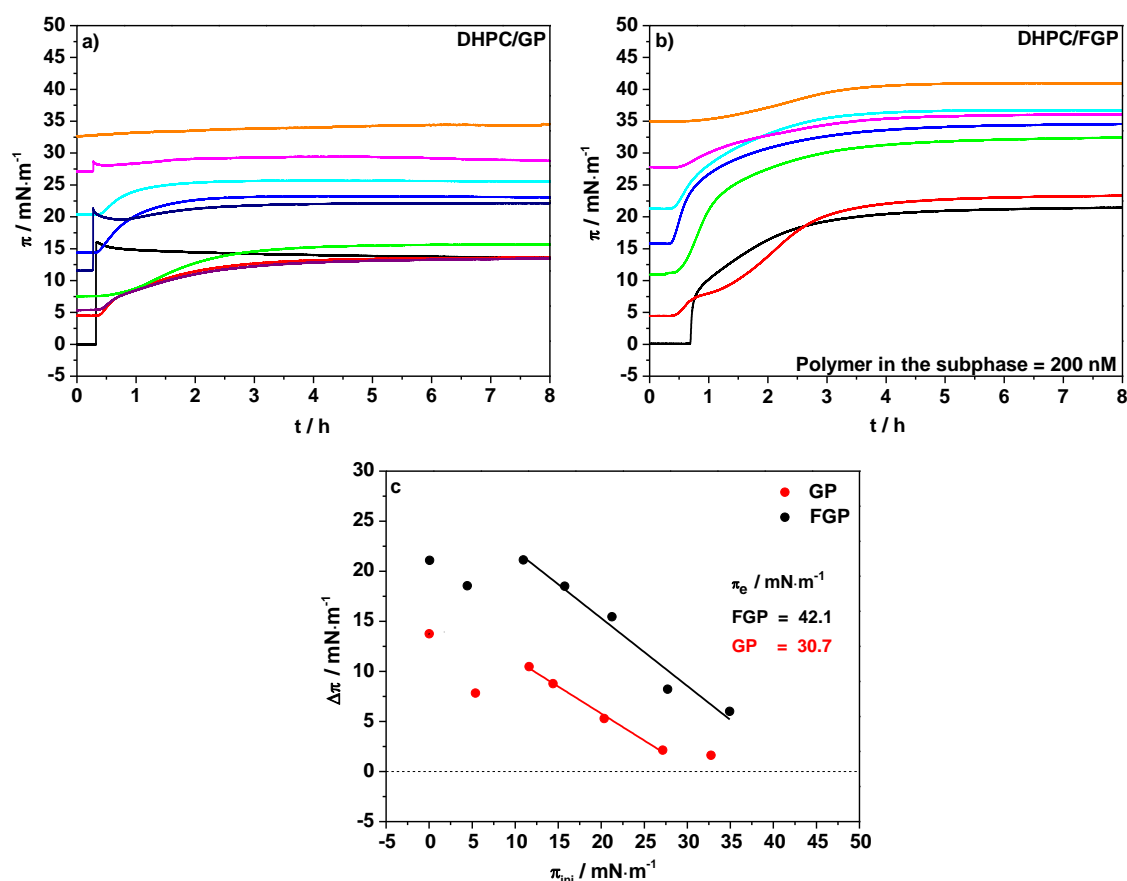 a)
DHPC/GP
50
45
40
35
30
25
20
15
10
5
0
-5
π / mN·m⁻¹
0 1 2 3 4 5 6 7 8
t / h
b)
DHPC/FGP
50
45
40
35
30
25
20
15
10
5
0
-5
π / mN·m⁻¹
Polymer in the subphase = 200 nM
0 1 2 3 4 5 6 7 8
t / h
c
GP
FGP
30
25
20
15
10
5
0
-5
Δπ / mN·m⁻¹
πe / mN·m⁻¹
FGP = 42.1
GP = 30.7
-5 0 5 10 15 20 25 30 35 40 45 50
πini / mN·m⁻¹